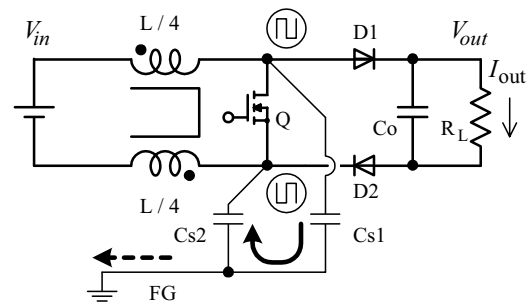 L / 4
V_in
D1
V_out
I_out
Q
Co
R_L
D2
L / 4
Cs2
Cs1
FG